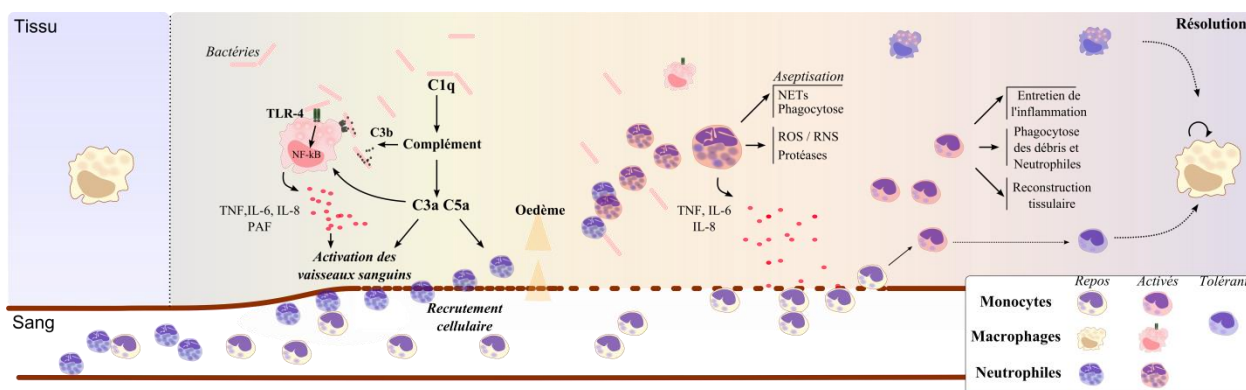 Tissu
Résolution
Bactéries
C1q
TLR-4
C3b
Complément
NF-kB
C3a C5a
TNF,IL-6, IL-8
PAF
Activation des
vaisseaux sanguins
Oedème
Recrutement
cellulaire
Aseptisation
NETs
Phagocytose
ROS / RNS
Protéases
TNF, IL-6
IL-8
Entretien de
l'inflammation
Phagocytose
des débris et
Neutrophiles
Reconstruction
tissulaire
Sang
Repos Activés Tolérant
Monocytes
Macrophages
Neutrophiles